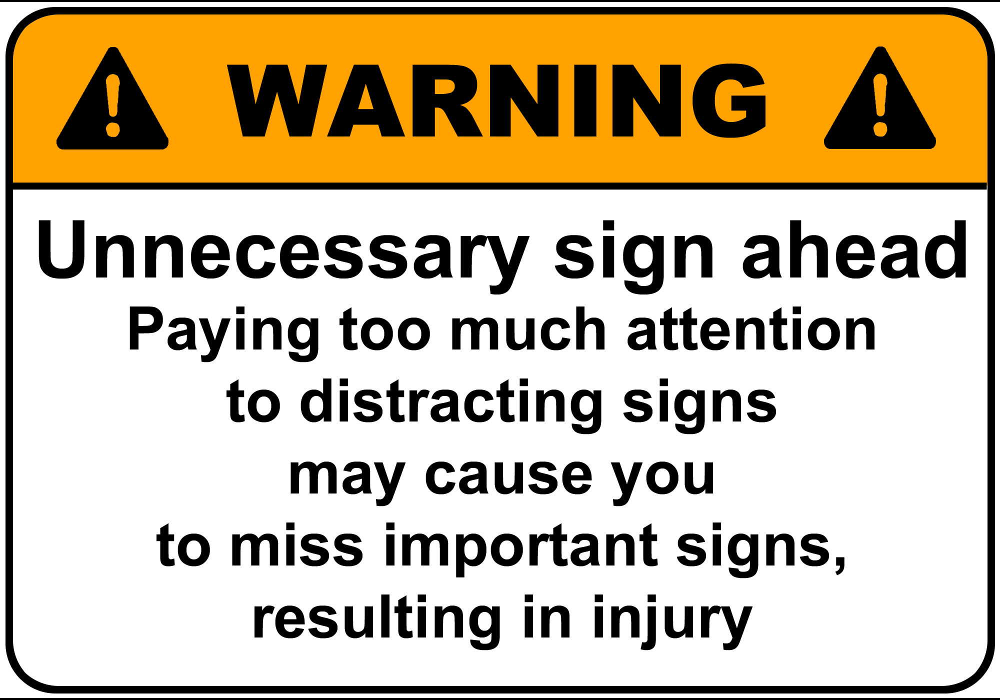 WARNING
Unnecessary sign ahead
Paying too much attention
to distracting signs
may cause you
to miss important signs,
resulting in injury